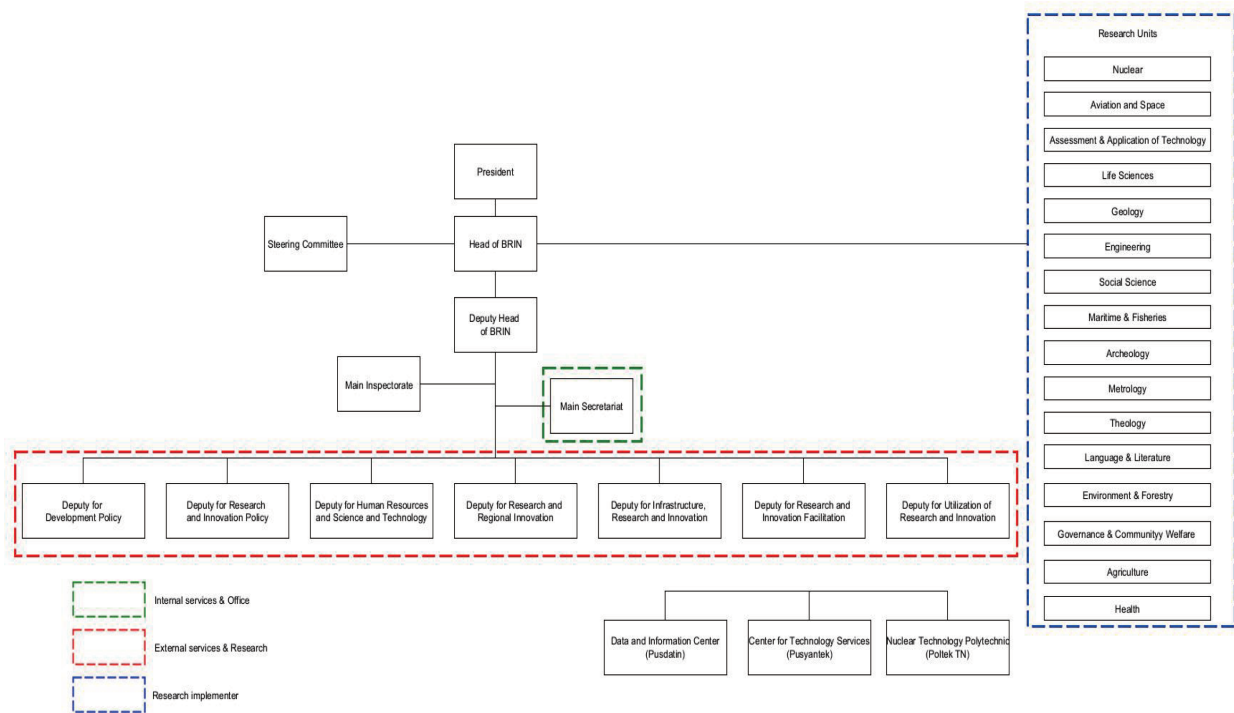 Research Units
Nuclear
Aviation and Space
Assessment & Application of Technology
Life Sciences
Geology
Engineering
Social Science
Maritime & Fisheries
Archeology
Metrology
Theology
Language & Literature
Environment & Forestry
Governance & Communityy Welfare
Agriculture
Health
President
Steering Committee
Head of BRIN
Deputy Head
of BRIN
Main Inspectorate
Main Secretariat
Deputy for
Development Policy
Deputy for Research
and Innovation Policy
Deputy for Human Resources
and Science and Technology
Deputy for Research and
Regional Innovation
Deputy for Infrastructure,
Research and Innovation
Deputy for Research and
Innovation Facilitation
Deputy for Utilization of
Research and Innovation
Internal services & Office
External services & Research
Research implementer
Data and Information Center
(Pusdatin)
Center for Technology Services
(Pusyantek)
Nuclear Technology Polytechnic
(Poltek TN)